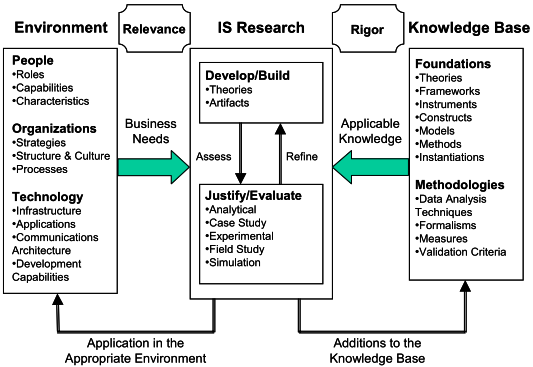 Environment
Relevance
IS Research
Rigor
Knowledge Base
People
•Roles
•Capabilities
•Characteristics
Organizations
•Strategies
•Structure & Culture
•Processes
Technology
•Infrastructure
•Applications
•Communications
Architecture
•Development
Capabilities
Business
Needs
Develop/Build
•Theories
•Artifacts
Assess
Refine
Justify/Evaluate
•Analytical
•Case Study
•Experimental
•Field Study
•Simulation
Applicable
Knowledge
Foundations
•Theories
•Frameworks
•Instruments
•Constructs
•Models
•Methods
•Instantiations
Methodologies
•Data Analysis
Techniques
•Formalisms
•Measures
•Validation Criteria
Application in the
Appropriate Environment
Additions to the
Knowledge Base